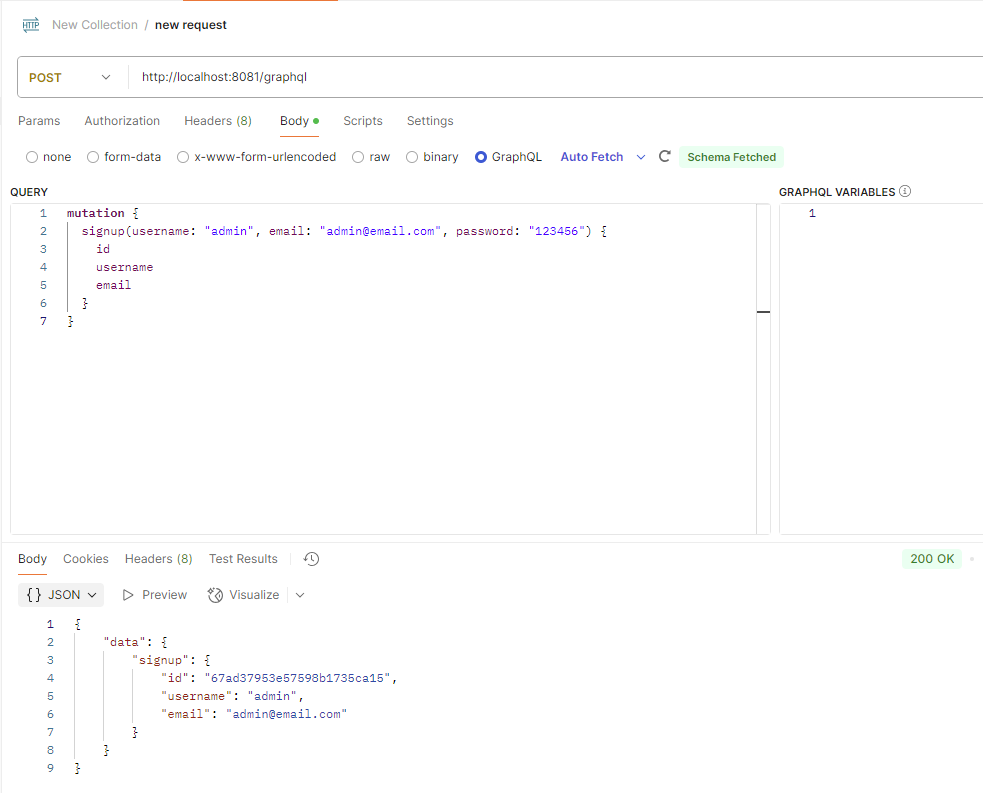 HTTP New Collection / new request
POST http://localhost:8081/graphql
Params Authorization Headers (8) Body Scripts Settings
none form-data x-www-form-urlencoded raw binary GraphQL Auto Fetch Schema Fetched
QUERY
1 mutation {
2 signup(username: "admin", email: "admin@email.com", password: "123456") {
3 id
4 username
5 email
6 }
7 }
GRAPHQL VARIABLES
1
Body Cookies Headers (8) Test Results 200 OK
{} JSON Preview Visualize
1 {
2 "data": {
3 "signup": {
4 "id": "67ad37953e57598b1735ca15",
5 "username": "admin",
6 "email": "admin@email.com"
7 }
8 }
9 }